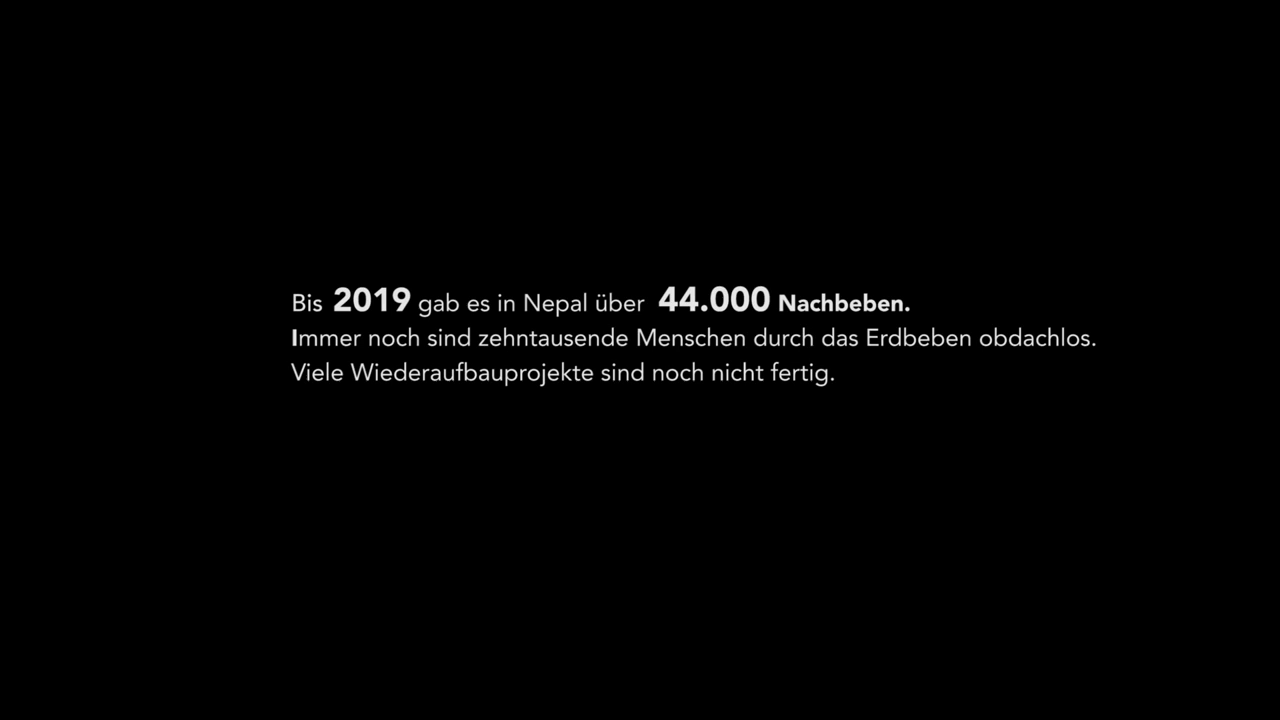 Bis 2019 gab es in Nepal über 44.000 Nachbeben.
Immer noch sind zehntausende Menschen durch das Erdbeben obdachlos.
Viele Wiederaufbauprojekte sind noch nicht fertig.